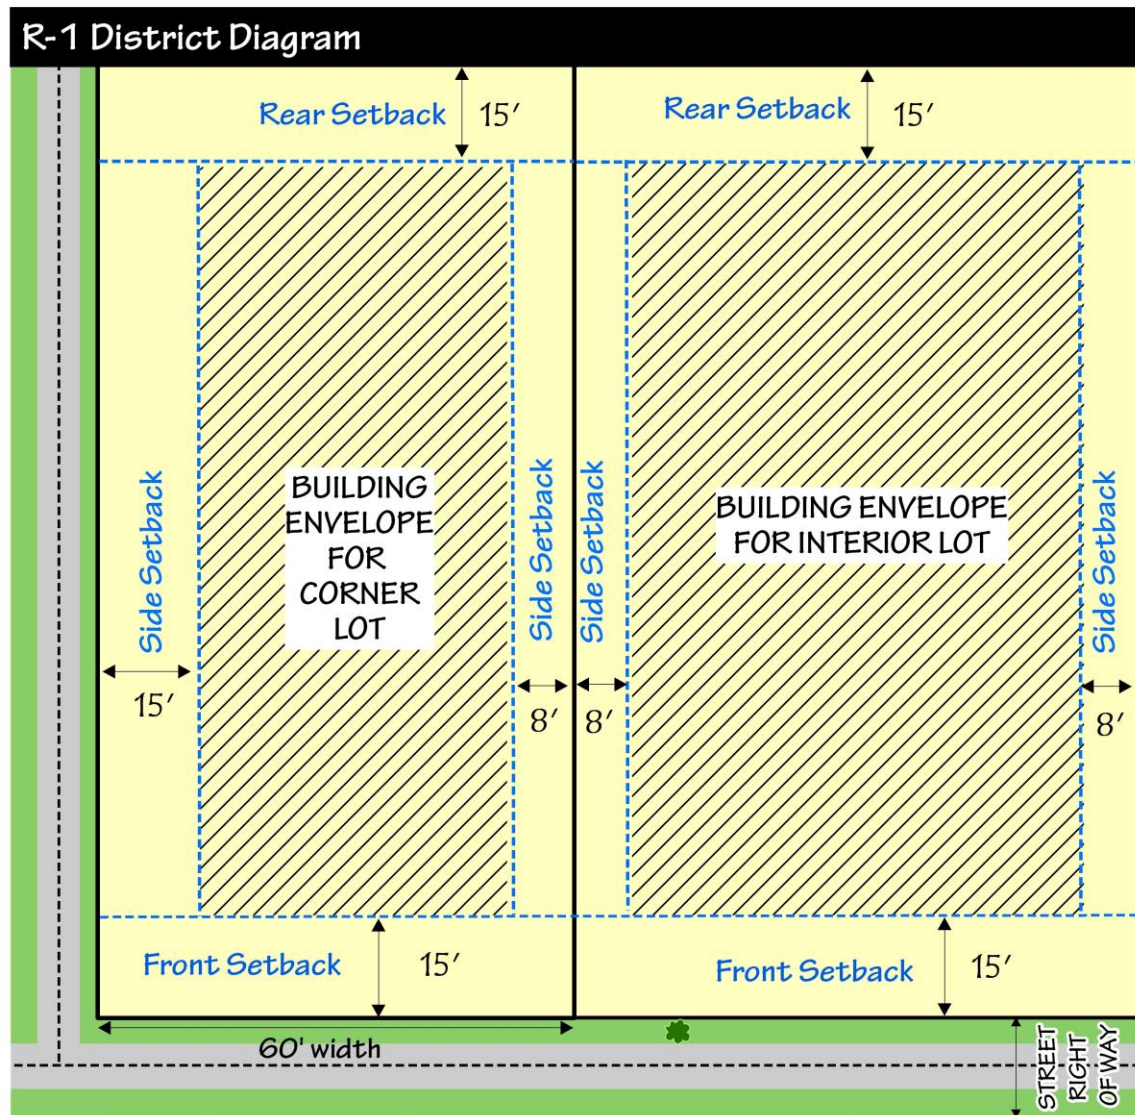 R-1 District Diagram
Rear Setback 15'
Rear Setback 15'
BUILDING
ENVELOPE
FOR
CORNER
LOT
Side Setback
15'
Side Setback
8'
Side Setback
8'
BUILDING ENVELOPE
FOR INTERIOR LOT
Side Setback
8'
Front Setback 15'
Front Setback 15'
60' width
STREET
RIGHT
OF WAY